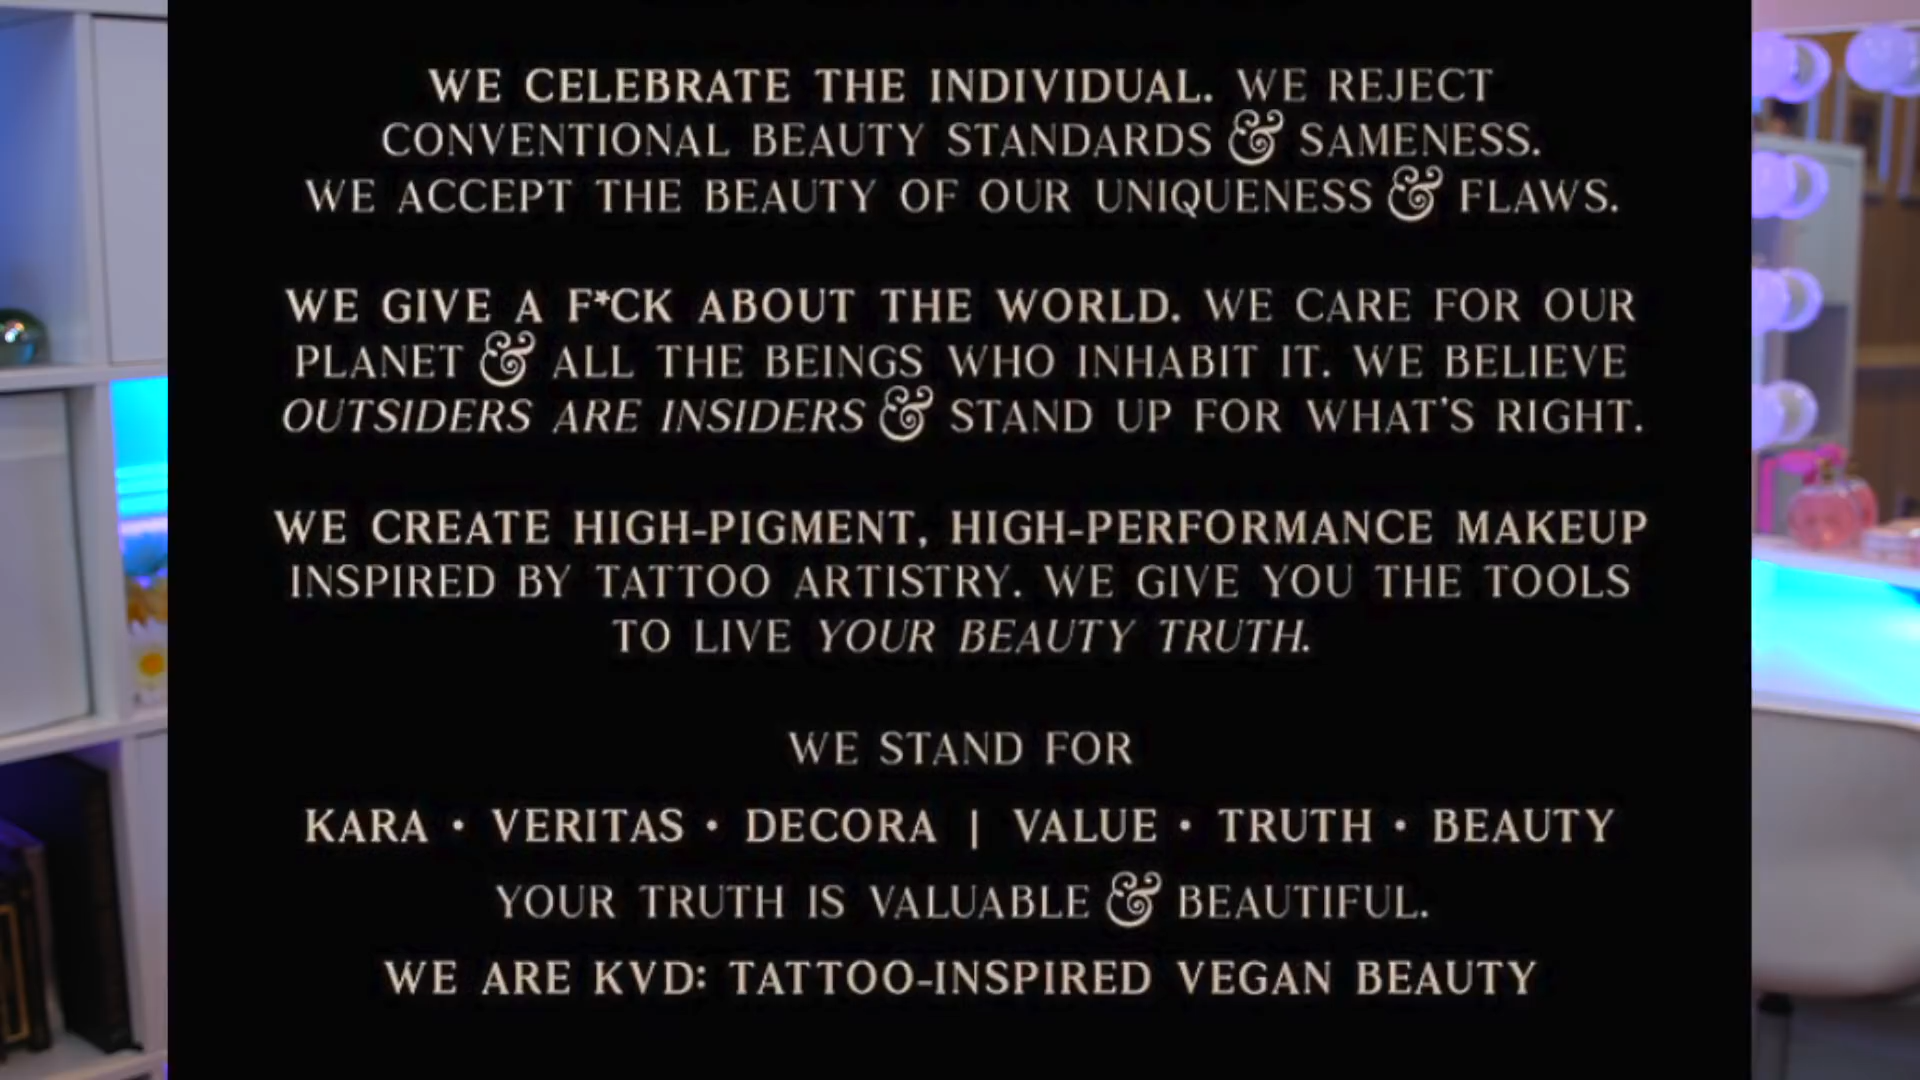 WE CELEBRATE THE INDIVIDUAL. WE REJECT
CONVENTIONAL BEAUTY STANDARDS & SAMENESS.
WE ACCEPT THE BEAUTY OF OUR UNIQUENESS & FLAWS.
WE GIVE A F*CK ABOUT THE WORLD. WE CARE FOR OUR
PLANET & ALL THE BEINGS WHO INHABIT IT. WE BELIEVE
OUTSIDERS ARE INSIDERS & STAND UP FOR WHAT'S RIGHT.
WE CREATE HIGH-PIGMENT, HIGH-PERFORMANCE MAKEUP
INSPIRED BY TATTOO ARTISTRY. WE GIVE YOU THE TOOLS
TO LIVE YOUR BEAUTY TRUTH.
WE STAND FOR
KARA • VERITAS • DECORA | VALUE • TRUTH • BEAUTY
YOUR TRUTH IS VALUABLE & BEAUTIFUL.
WE ARE KVD: TATTOO-INSPIRED VEGAN BEAUTY